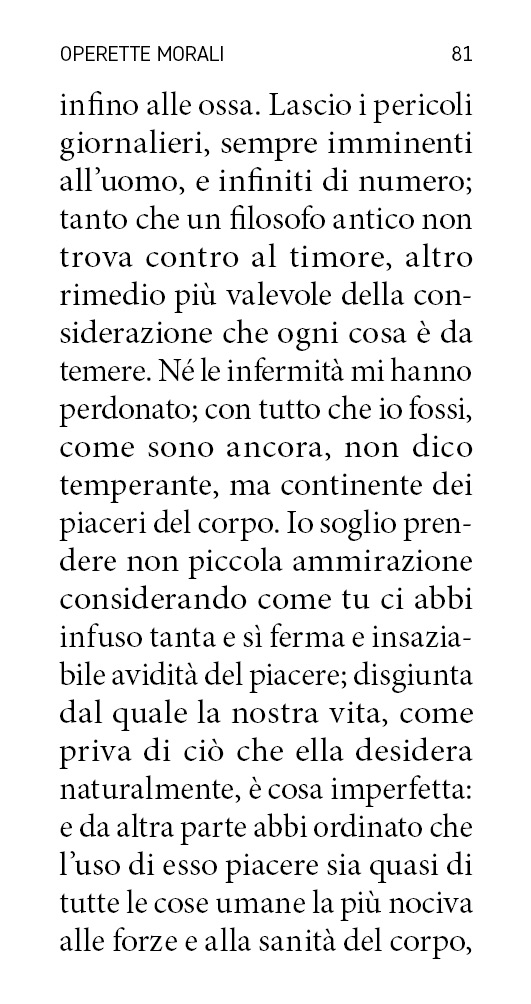 OPERETTE MORALI 81
infino alle ossa. Lascio i pericoli
giornalieri, sempre imminenti
all’uomo, e infiniti di numero;
tanto che un filosofo antico non
trova contro al timore, altro
rimedio più valevole della con-
siderazione che ogni cosa è da
temere. Né le infermità mi hanno
perdonato; con tutto che io fossi,
come sono ancora, non dico
temperante, ma continente dei
piaceri del corpo. Io soglio pren-
dere non piccola ammirazione
considerando come tu ci abbi
infuso tanta e sì ferma e insazia-
bile avidità del piacere; disgiunta
dal quale la nostra vita, come
priva di ciò che ella desidera
naturalmente, è cosa imperfetta:
e da altra parte abbi ordinato che
l’uso di esso piacere sia quasi di
tutte le cose umane la più nociva
alle forze e alla sanità del corpo,